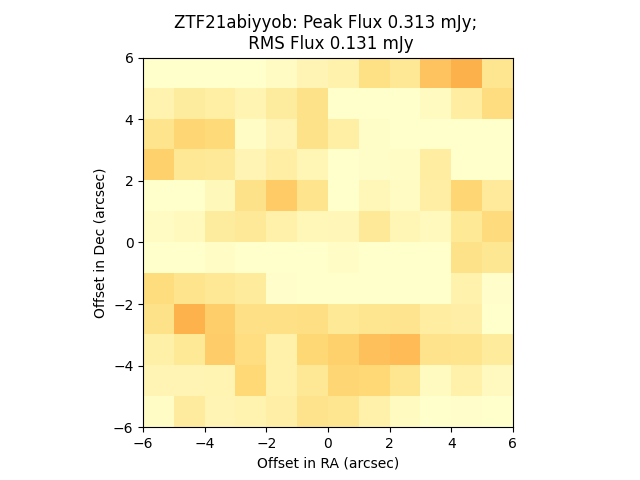 ZTF21abiyyob: Peak Flux 0.313 mJy;
RMS Flux 0.131 mJy
6
4
2
0
−2
−4
−6
Offset in Dec (arcsec)
−6 −4 −2 0 2 4 6
Offset in RA (arcsec)